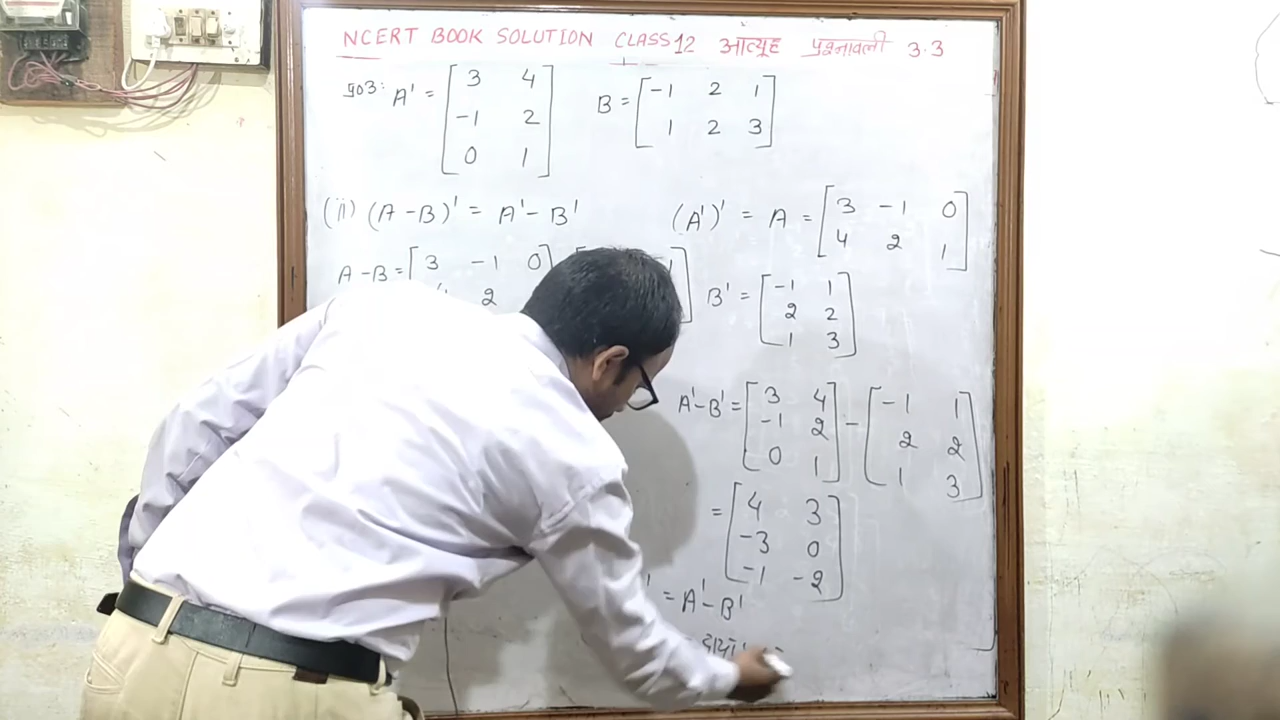 NCERT BOOK SOLUTION CLASS 12 आव्यूह प्रश्नावली 3.3
प्र03: A' = [3 4 -1 2 0 1] B = [-1 2 1 1 2 3]
(ii) (A-B)' = A'-B' (A')' = A = [3 -1 0 4 2 1]
A-B = [3 -1 0
2
B' = [-1 1 2 2 1 3]
A'-B' = [3 4 -1 2 0 1] - [-1 1 2 2 1 3]
= [4 3 -3 0 -1 -2]
= A'-B'